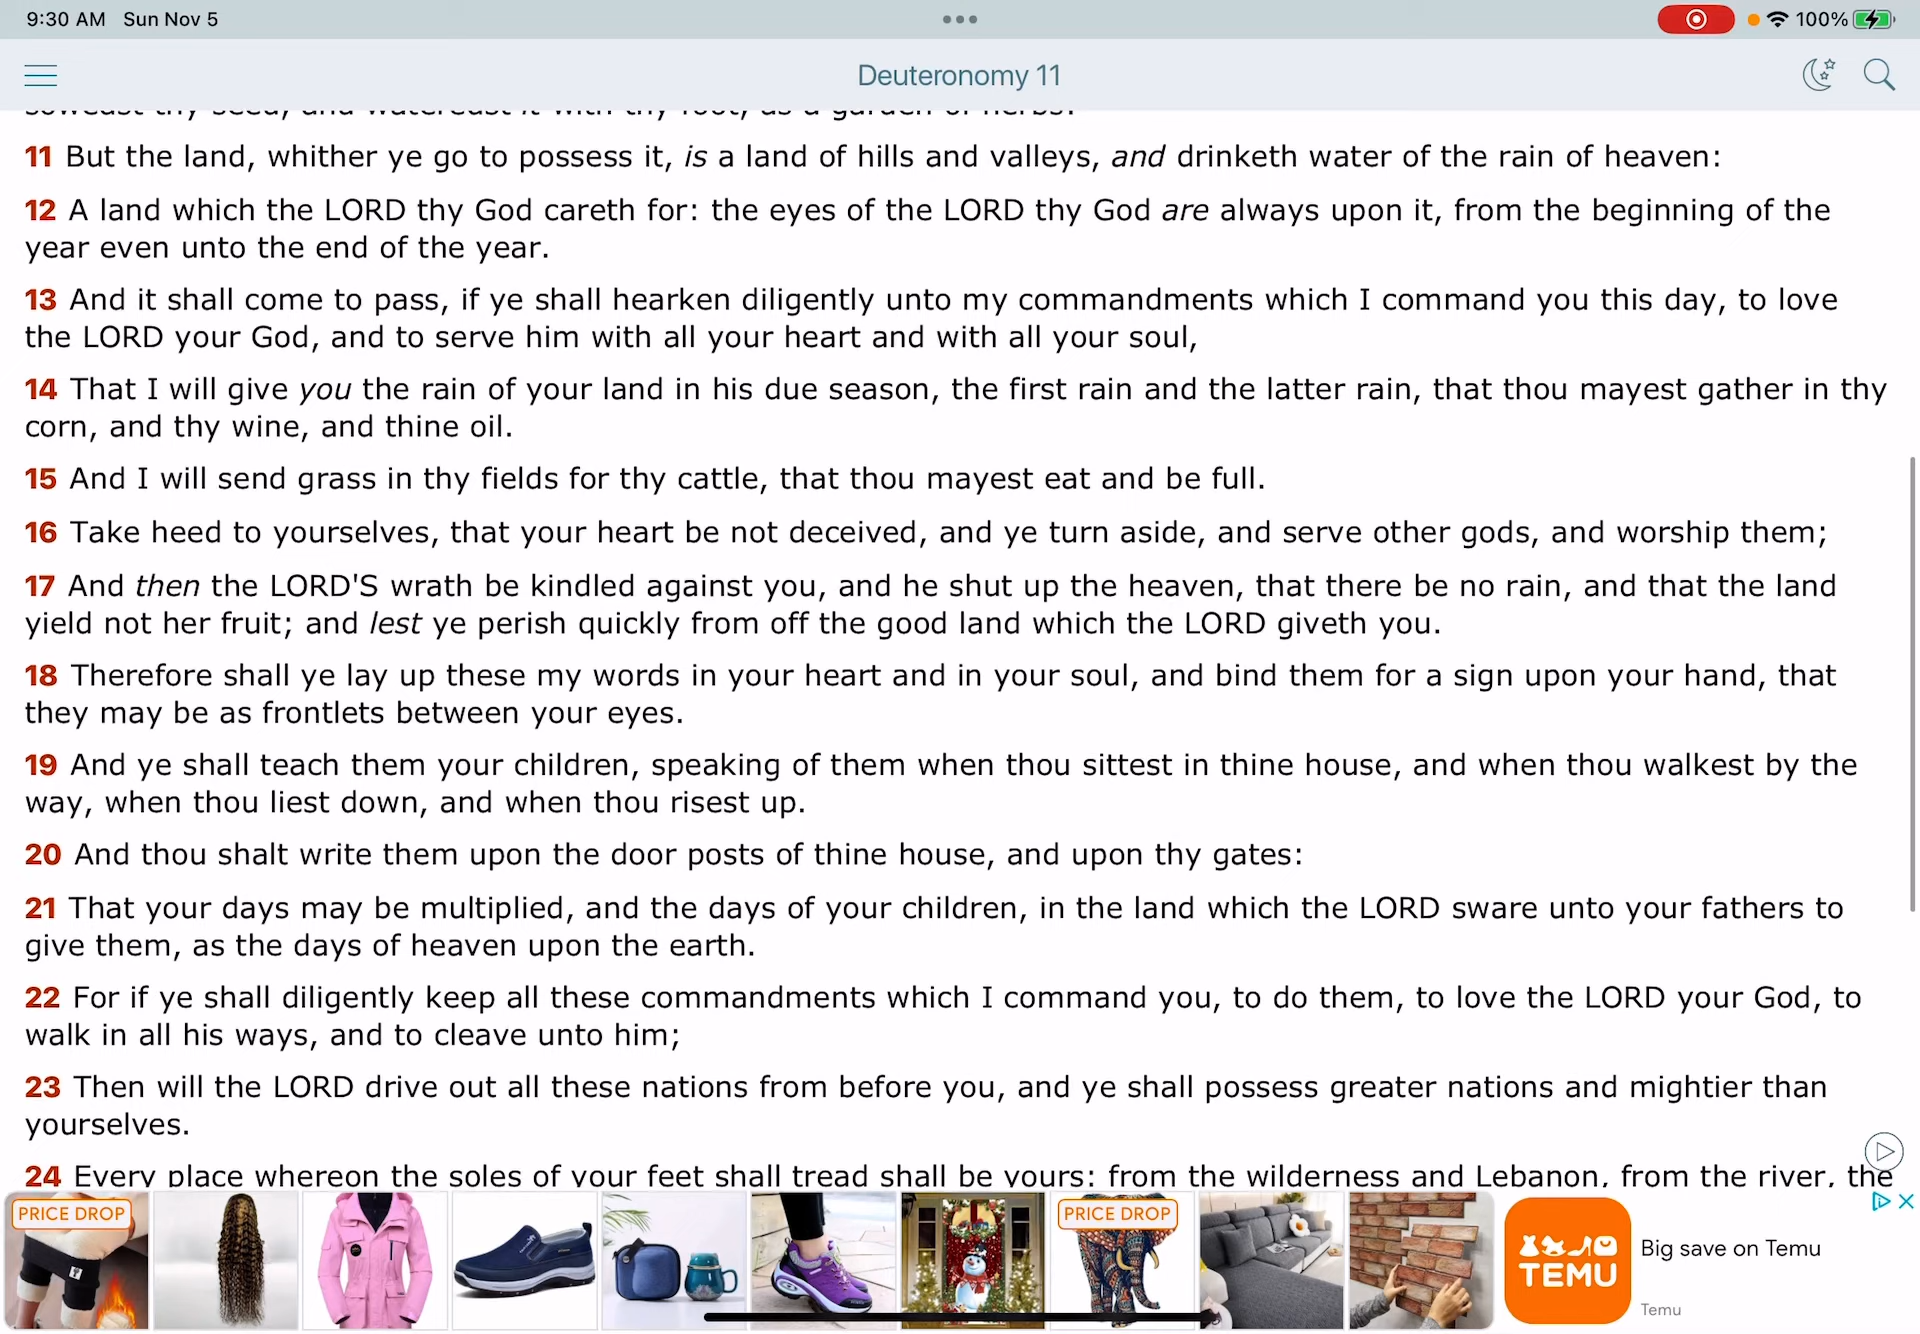 9:30 AM Sun Nov 5
100%
Deuteronomy 11
sowedst thy seed, and wateredst it with thy foot, as a garden of herbs:
11 But the land, whither ye go to possess it, is a land of hills and valleys, and drinketh water of the rain of heaven:
12 A land which the LORD thy God careth for: the eyes of the LORD thy God are always upon it, from the beginning of the
year even unto the end of the year.
13 And it shall come to pass, if ye shall hearken diligently unto my commandments which I command you this day, to love
the LORD your God, and to serve him with all your heart and with all your soul,
14 That I will give you the rain of your land in his due season, the first rain and the latter rain, that thou mayest gather in thy
corn, and thy wine, and thine oil.
15 And I will send grass in thy fields for thy cattle, that thou mayest eat and be full.
16 Take heed to yourselves, that your heart be not deceived, and ye turn aside, and serve other gods, and worship them;
17 And then the LORD'S wrath be kindled against you, and he shut up the heaven, that there be no rain, and that the land
yield not her fruit; and lest ye perish quickly from off the good land which the LORD giveth you.
18 Therefore shall ye lay up these my words in your heart and in your soul, and bind them for a sign upon your hand, that
they may be as frontlets between your eyes.
19 And ye shall teach them your children, speaking of them when thou sittest in thine house, and when thou walkest by the
way, when thou liest down, and when thou risest up.
20 And thou shalt write them upon the door posts of thine house, and upon thy gates:
21 That your days may be multiplied, and the days of your children, in the land which the LORD sware unto your fathers to
give them, as the days of heaven upon the earth.
22 For if ye shall diligently keep all these commandments which I command you, to do them, to love the LORD your God, to
walk in all his ways, and to cleave unto him;
23 Then will the LORD drive out all these nations from before you, and ye shall possess greater nations and mightier than
yourselves.
24 Every place whereon the soles of your feet shall tread shall be yours: from the wilderness and Lebanon, from the river, the
PRICE DROP
PRICE DROP
TEMU
Big save on Temu
Temu